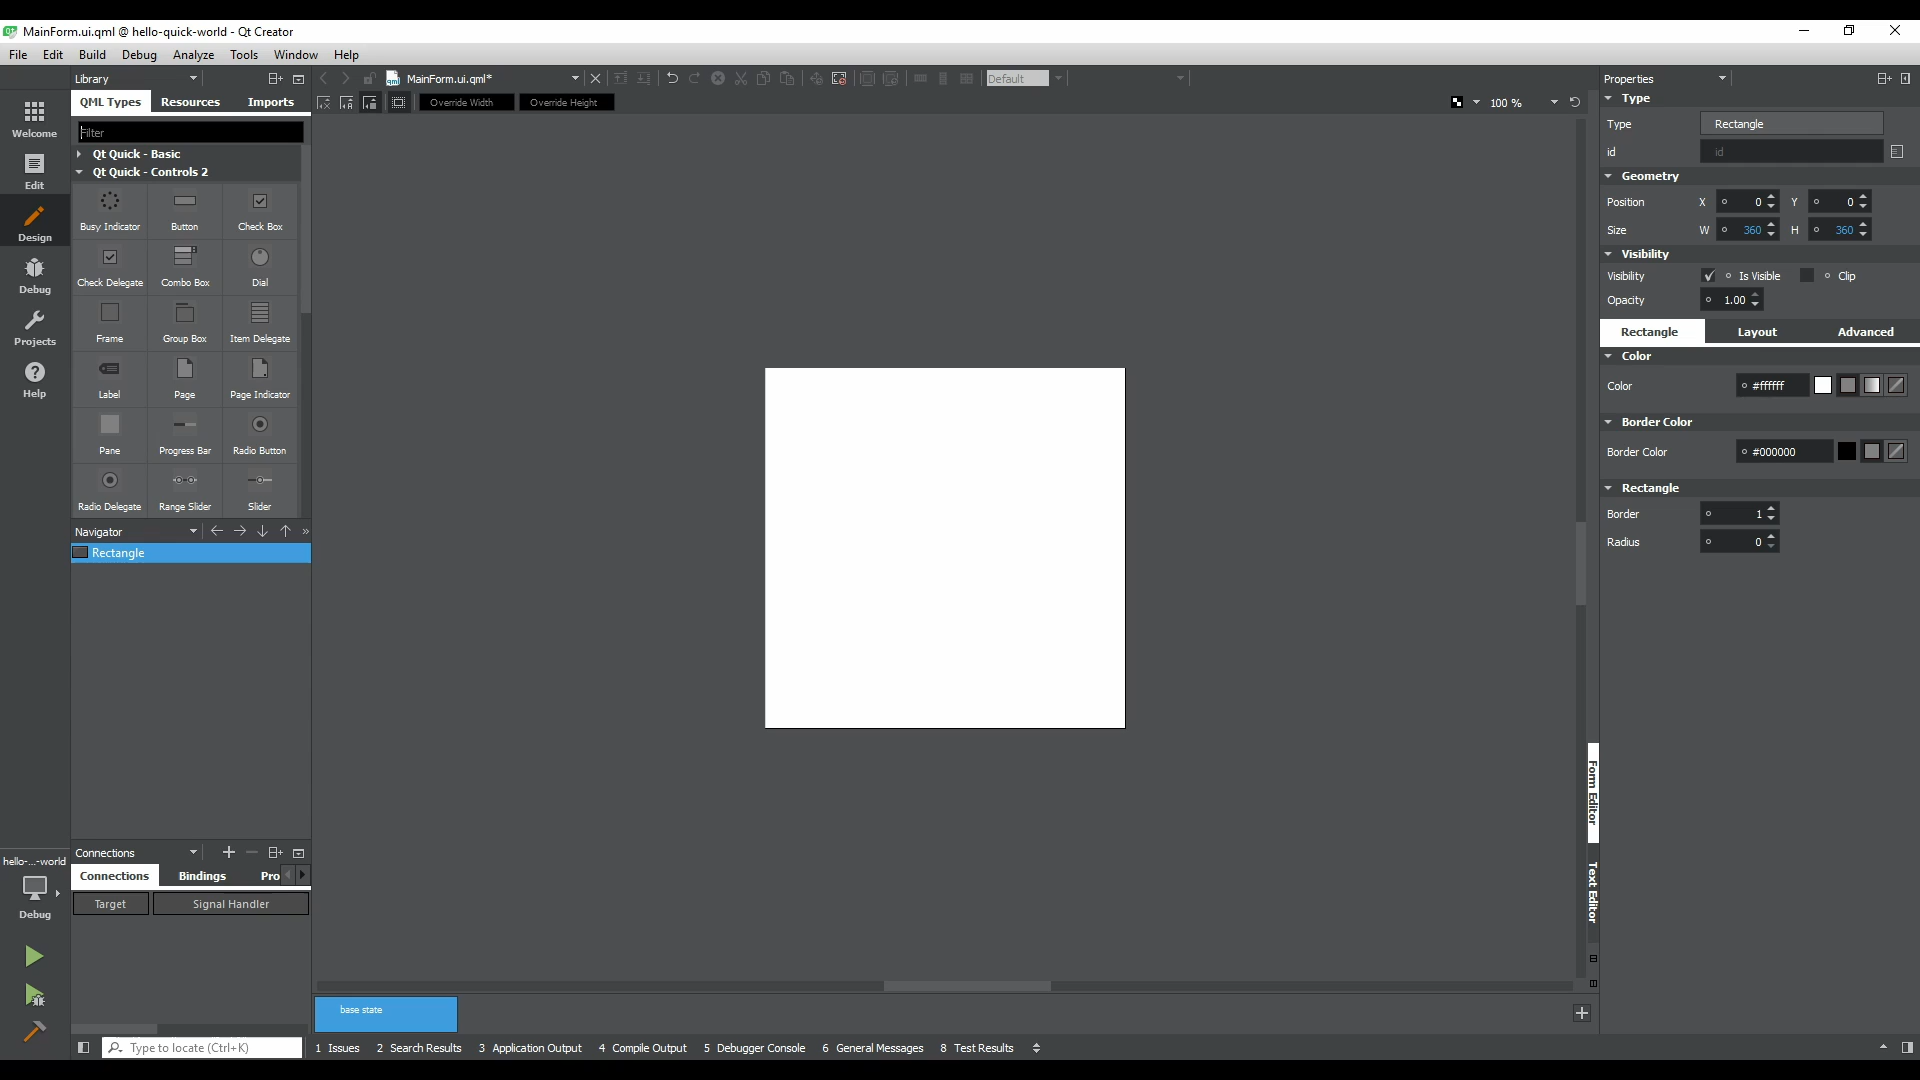 MainForm.ui.qml @ hello-quick-world - Qt Creator
File Edit Build Debug Analyze Tools Window Help
Library
MainForm.ui.qml*
Default
Properties
QML Types Resources Imports
Override Width Override Height
100 %
Type
Filter
Type Rectangle
id id
Welcome
Edit
Design
Debug
Projects
Help
Qt Quick - Basic
Qt Quick - Controls 2
Busy Indicator Button Check Box
Check Delegate Combo Box Dial
Frame Group Box Item Delegate
Label Page Page Indicator
Pane Progress Bar Radio Button
Radio Delegate Range Slider Slider
Geometry
Position X 0 Y 0
Size W 360 H 360
Visibility
Visibility Is Visible Clip
Opacity 1.00
Rectangle Layout Advanced
Color
Color #ffffff
Border Color
Border Color #000000
Rectangle
Border 1
Radius 0
Navigator
Rectangle
Form Editor
Text Editor
Connections
Connections Bindings Pro
Target Signal Handler
hello-...-world
Debug
base state
Type to locate (Ctrl+K)
1 Issues 2 Search Results 3 Application Output 4 Compile Output 5 Debugger Console 6 General Messages 8 Test Results